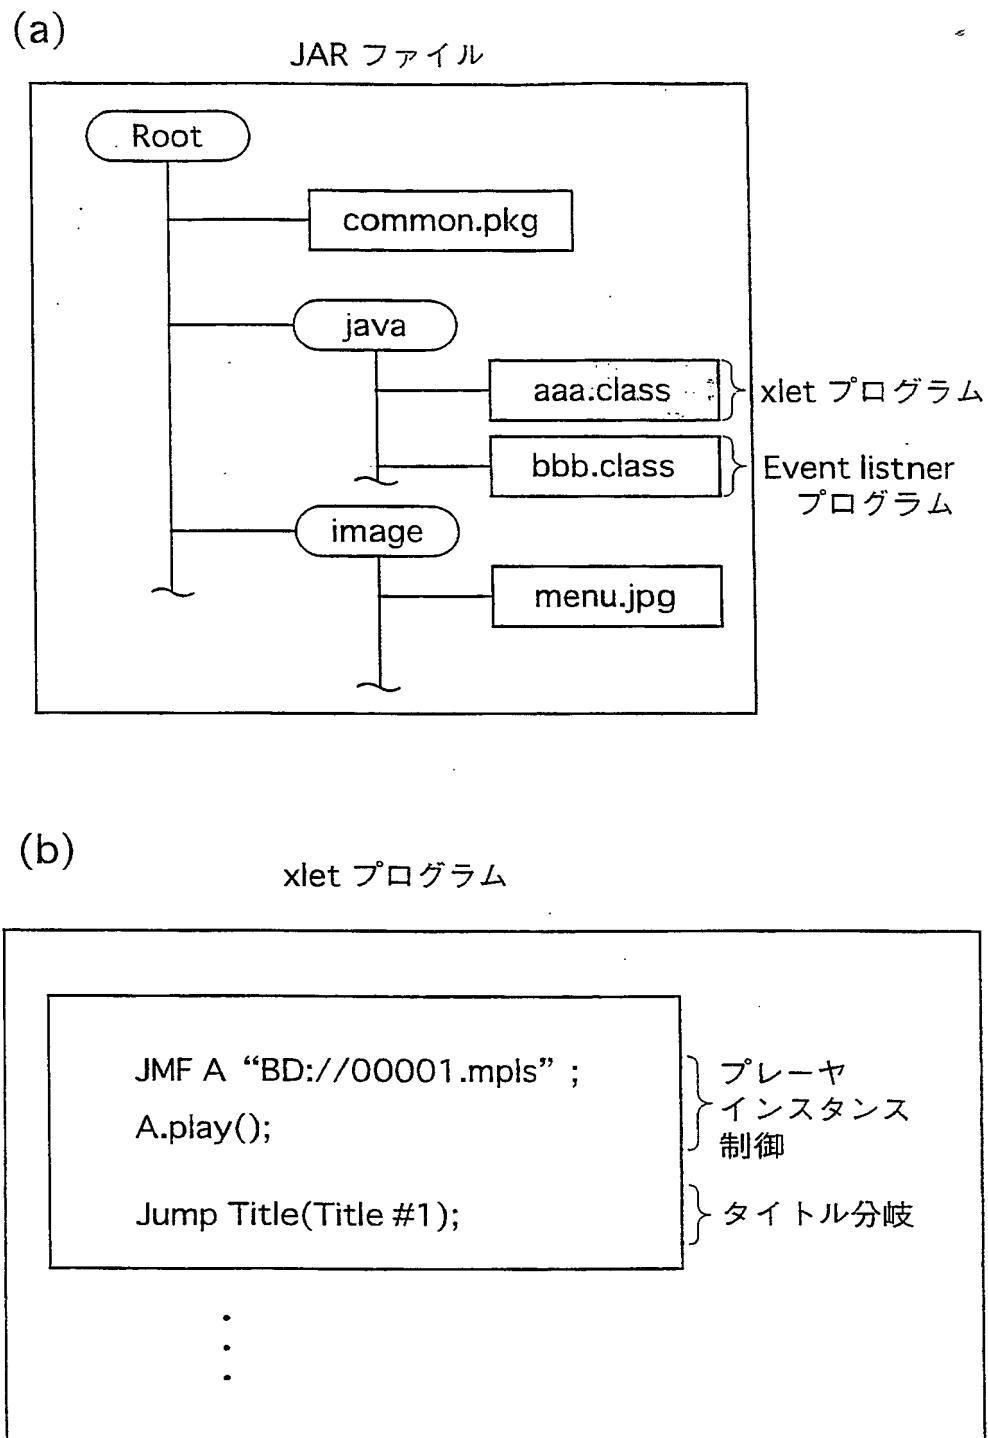 (a)
JAR ファイル
Root
common.pkg
java
aaa.class
xlet プログラム
bbb.class
Event listner
プログラム
image
menu.jpg
(b)
xlet プログラム
JMF A “BD://00001.mpls” ;
A.play();
プレーヤ
インスタンス
制御
Jump Title(Title #1);
タイトル分岐